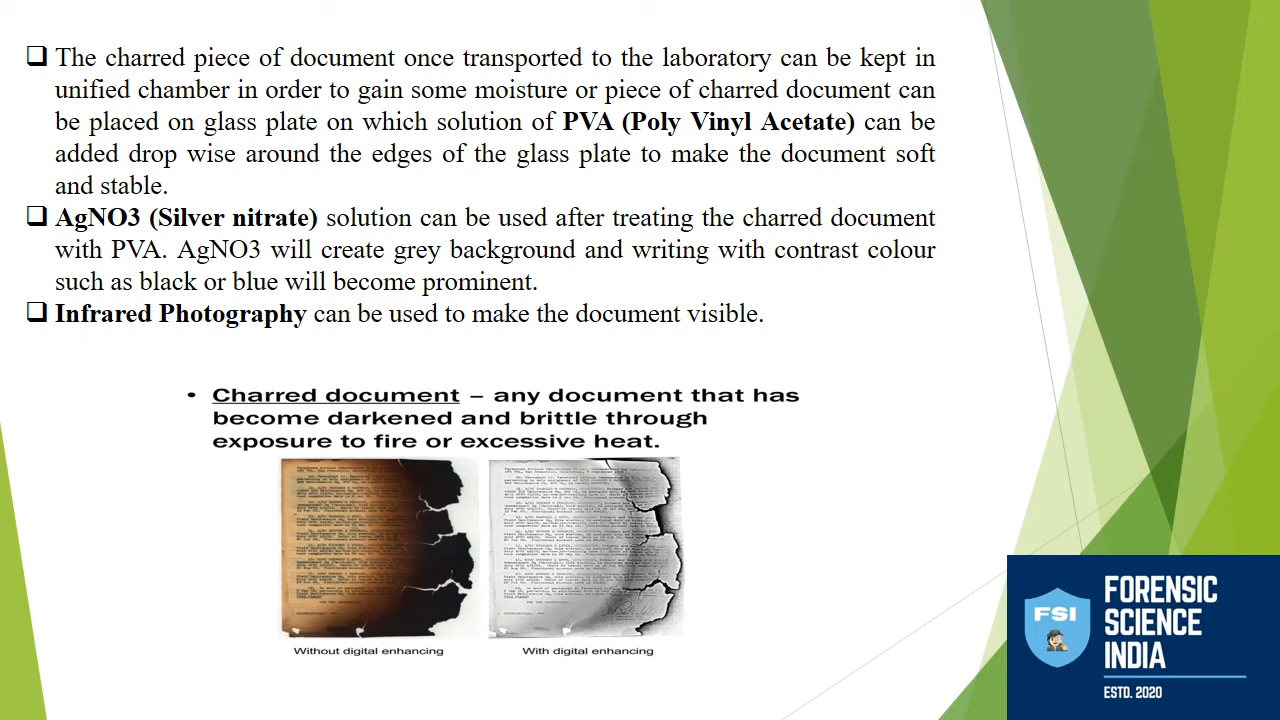 ❑ The charred piece of document once transported to the laboratory can be kept in
unified chamber in order to gain some moisture or piece of charred document can
be placed on glass plate on which solution of PVA (Poly Vinyl Acetate) can be
added drop wise around the edges of the glass plate to make the document soft
and stable.
❑ AgNO3 (Silver nitrate) solution can be used after treating the charred document
with PVA. AgNO3 will create grey background and writing with contrast colour
such as black or blue will become prominent.
❑ Infrared Photography can be used to make the document visible.
• Charred document – any document that has
become darkened and brittle through
exposure to fire or excessive heat.
Without digital enhancing
With digital enhancing
FSI
FORENSIC
SCIENCE
INDIA
ESTD. 2020